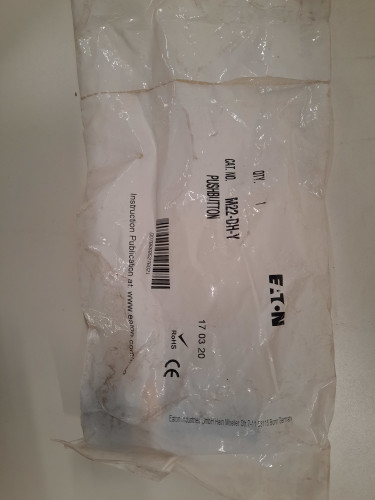 QTY. 1
CAT. NO. M22-DH-Y
PUSHBUTTON
EATON
17 03 20
RoHS
CE
Instruction Publication at: www.eaton.com